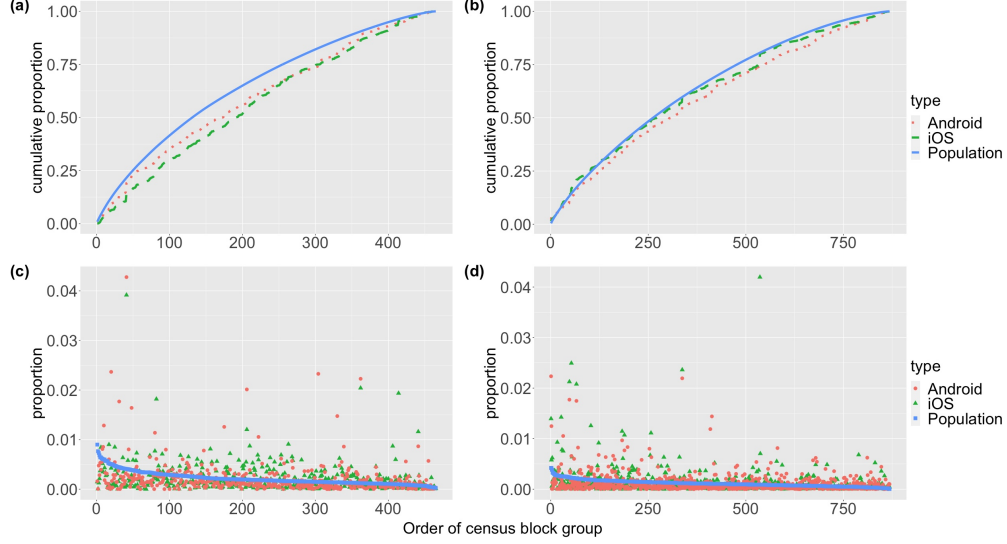 (a)
(b)
1.00
0.75
0.50
0.25
0.00
cumulative proportion
0
100
200
300
400
1.00
0.75
0.50
0.25
0.00
cumulative proportion
0
250
500
750
type
Android
iOS
Population
(c)
(d)
0.04
0.03
0.02
0.01
0.00
proportion
0
100
200
300
400
0.04
0.03
0.02
0.01
0.00
proportion
0
250
500
750
type
Android
iOS
Population
Order of census block group